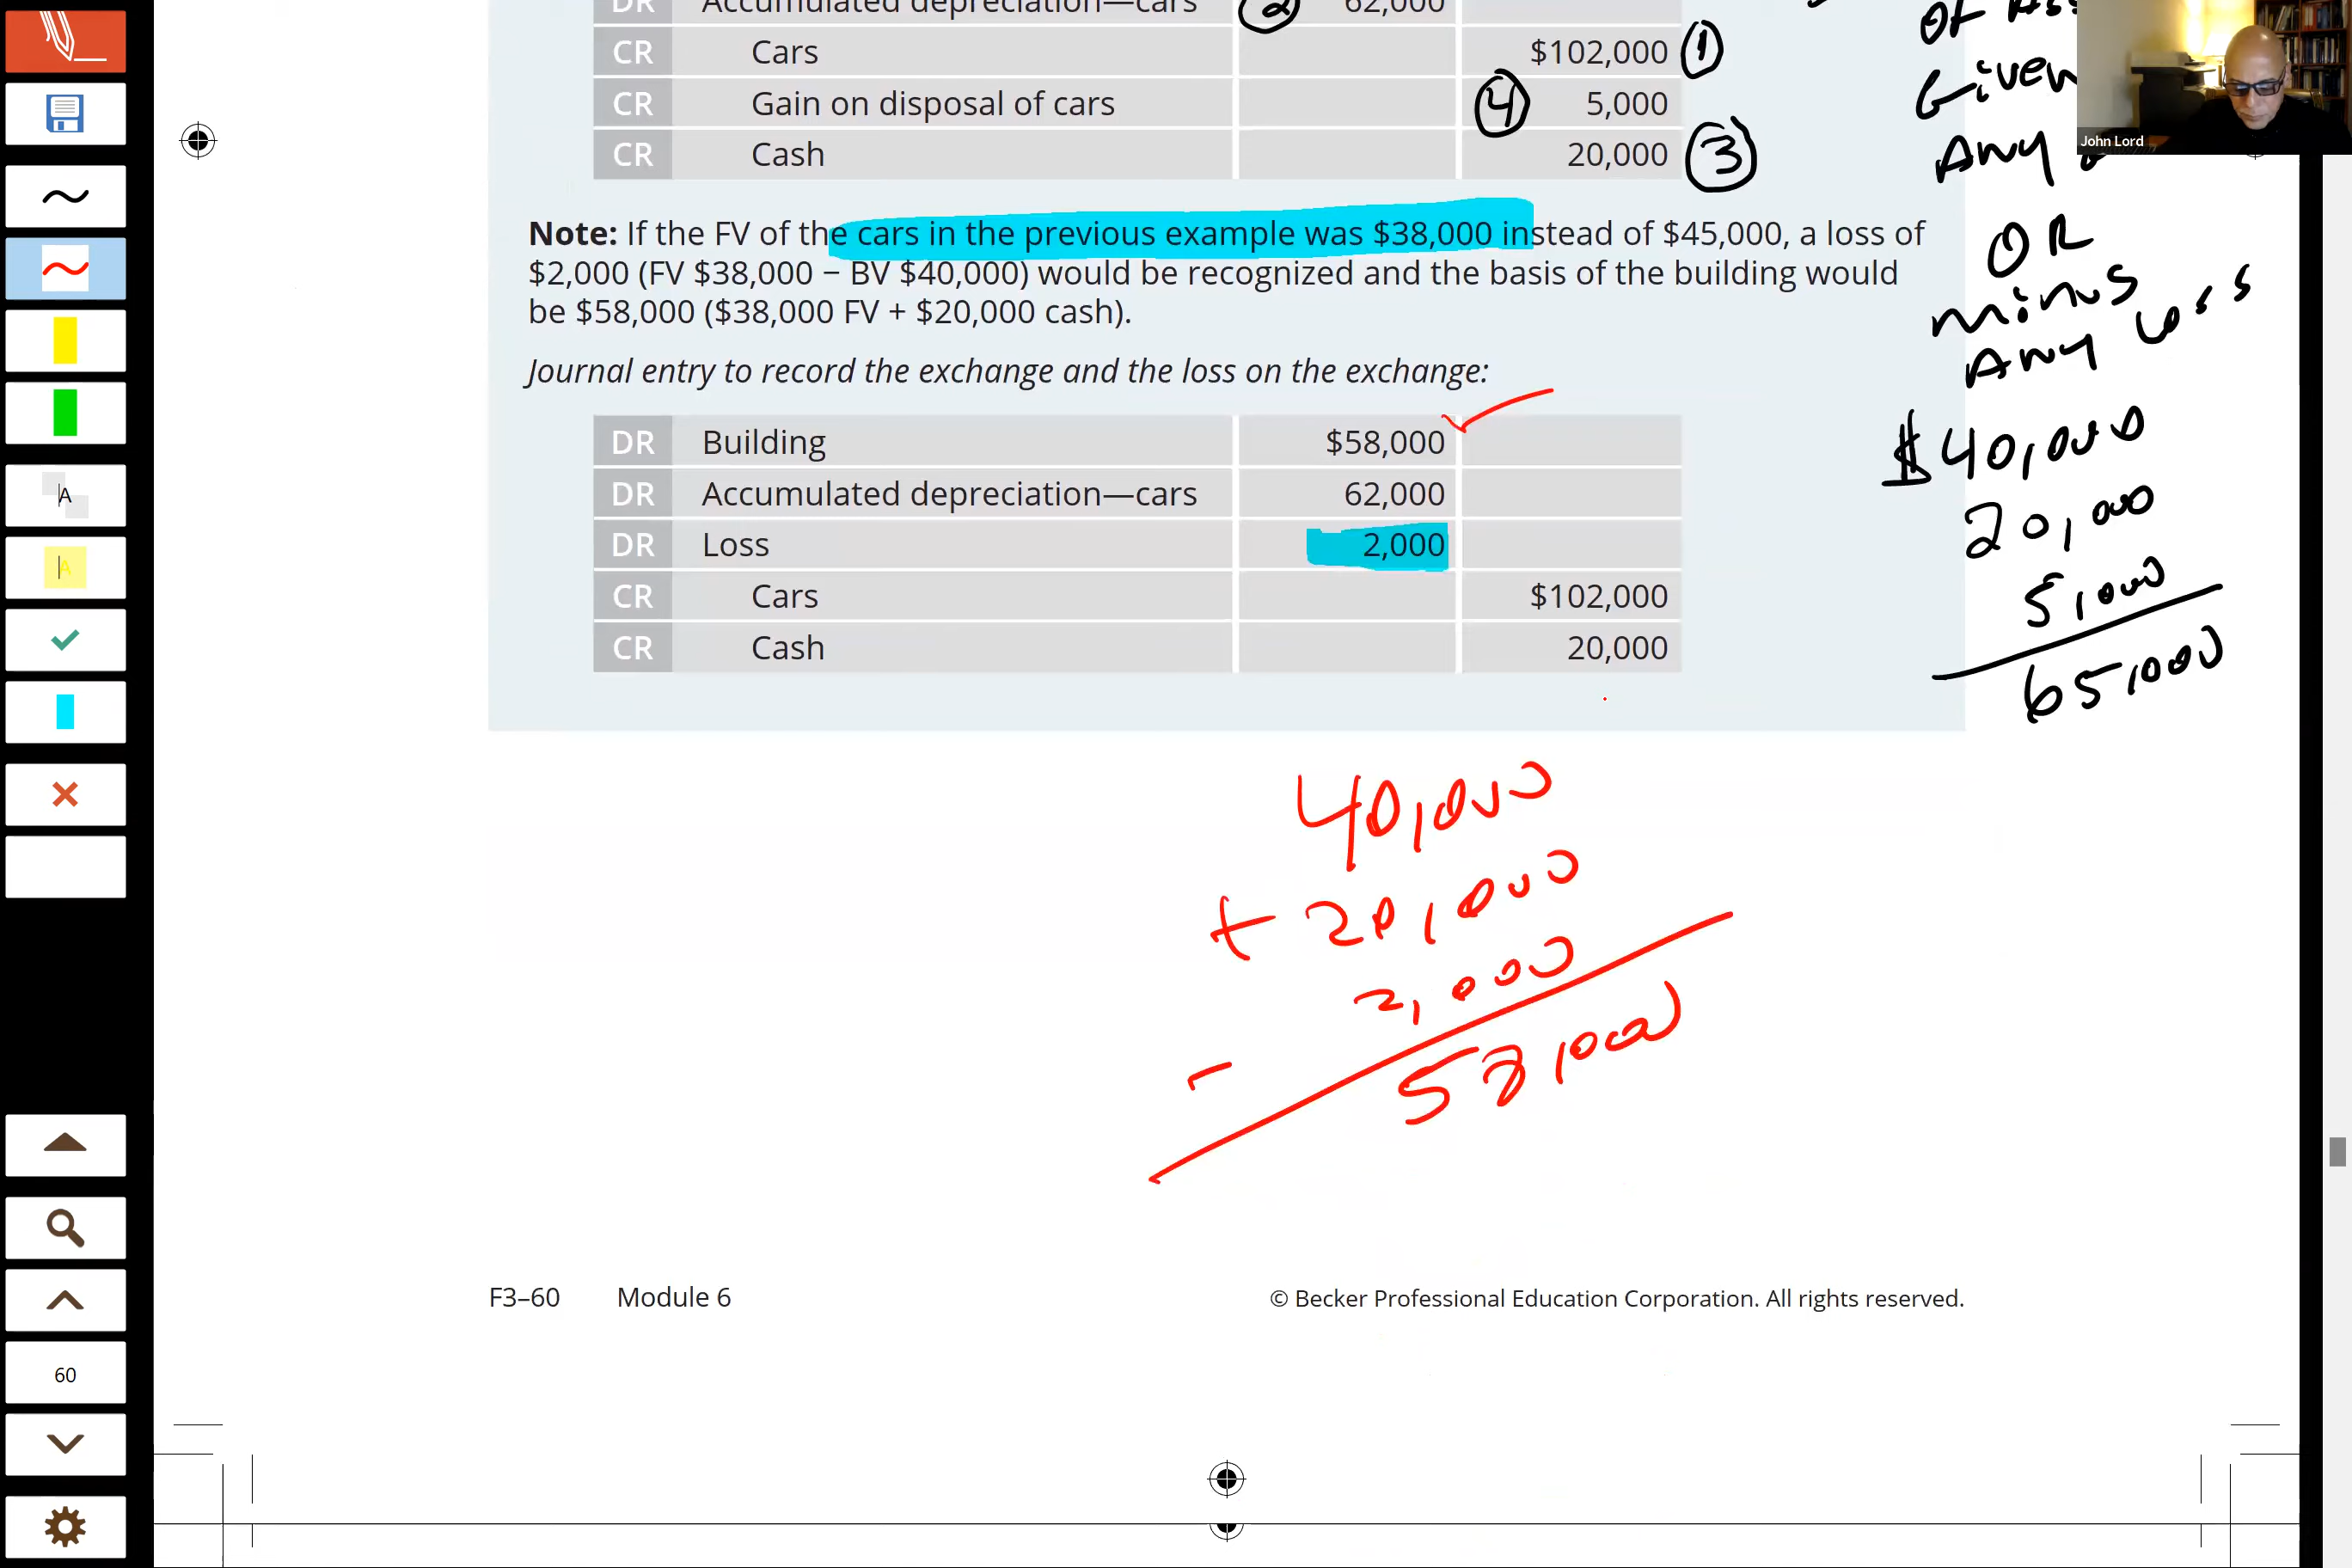 DR Accumulated depreciation—cars 2 62,000
CR Cars $102,000 1
CR Gain on disposal of cars 4 5,000
CR Cash 20,000 3
Note: If the FV of the cars in the previous example was $38,000 instead of $45,000, a loss of
$2,000 (FV $38,000 − BV $40,000) would be recognized and the basis of the building would
be $58,000 ($38,000 FV + $20,000 cash).
Journal entry to record the exchange and the loss on the exchange:
DR Building $58,000
DR Accumulated depreciation—cars 62,000
DR Loss 2,000
CR Cars $102,000
CR Cash 20,000
40,000
+ 20,000
2,000
−
58,000
of
Given
Any
OR
minus
Any Loss
$40,000
20,000
5,000
65,000
John Lord
F3–60 Module 6
© Becker Professional Education Corporation. All rights reserved.
A
A
60